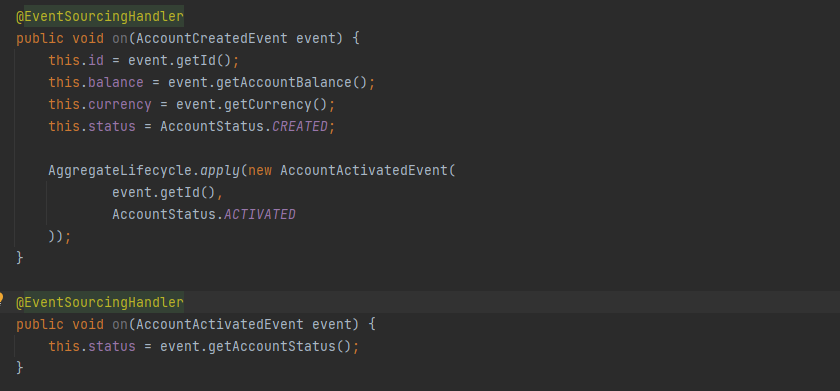 @EventSourcingHandler
public void on(AccountCreatedEvent event) {
this.id = event.getId();
this.balance = event.getAccountBalance();
this.currency = event.getCurrency();
this.status = AccountStatus.CREATED;
AggregateLifecycle.apply(new AccountActivatedEvent(
event.getId(),
AccountStatus.ACTIVATED
));
}
@EventSourcingHandler
public void on(AccountActivatedEvent event) {
this.status = event.getAccountStatus();
}